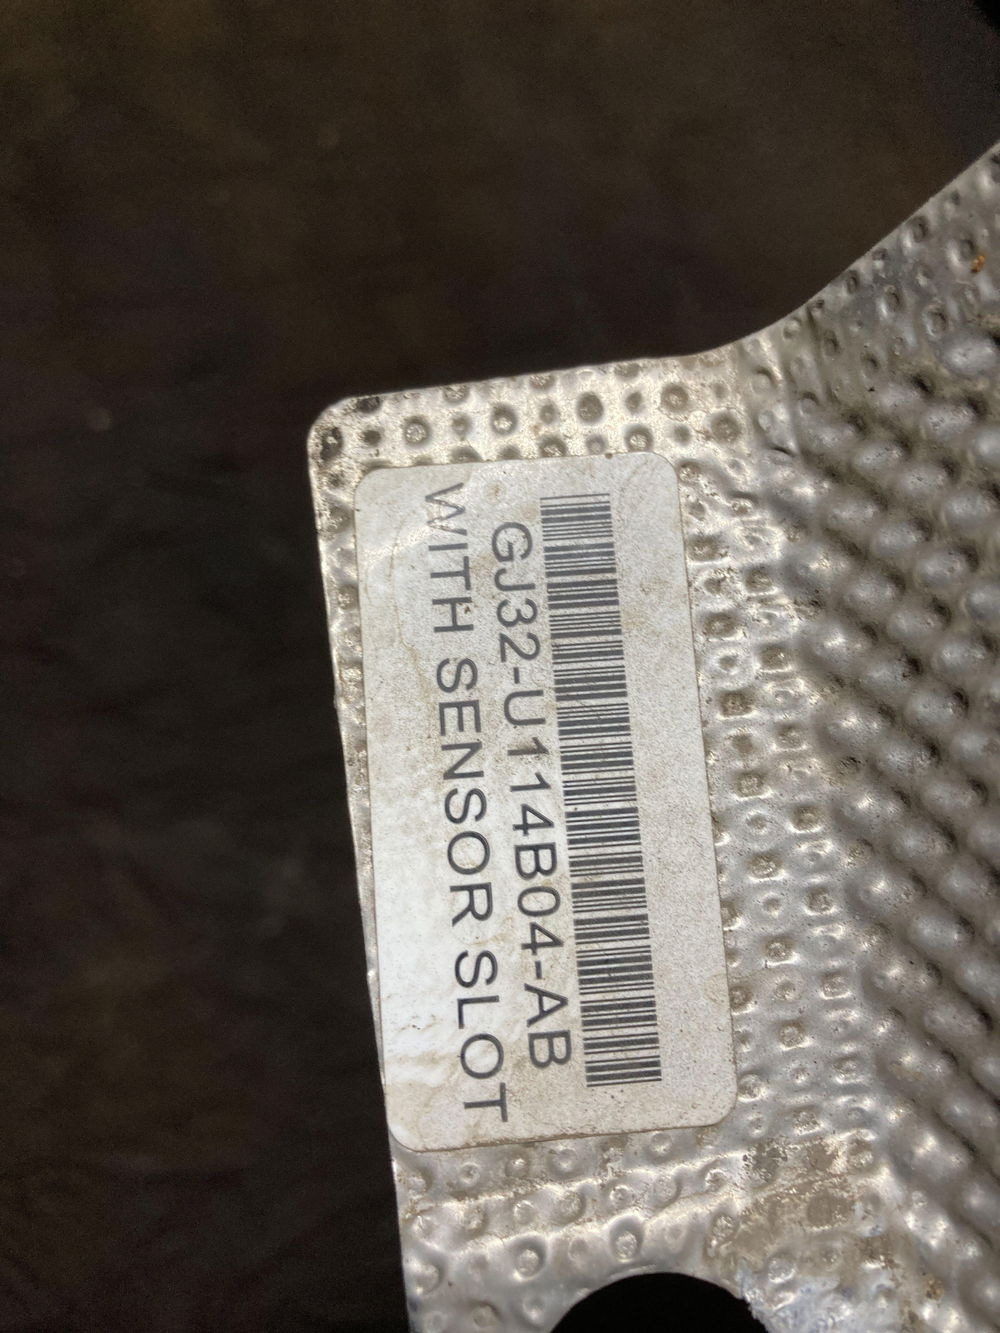 GJ32-U114B04-AB
WITH SENSOR SLOT